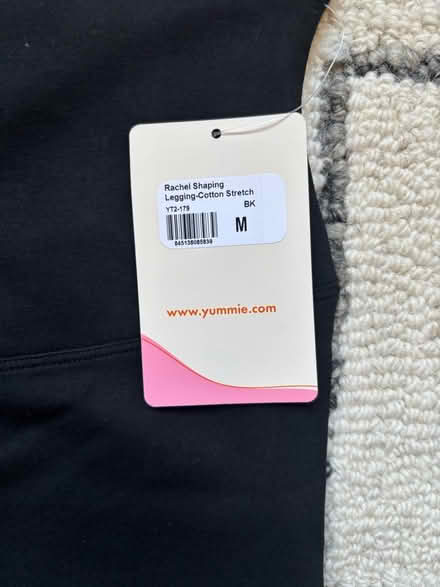 Rachel Shaping
Legging-Cotton Stretch
YT2-179 BK
M
845138085839
www.yummie.com